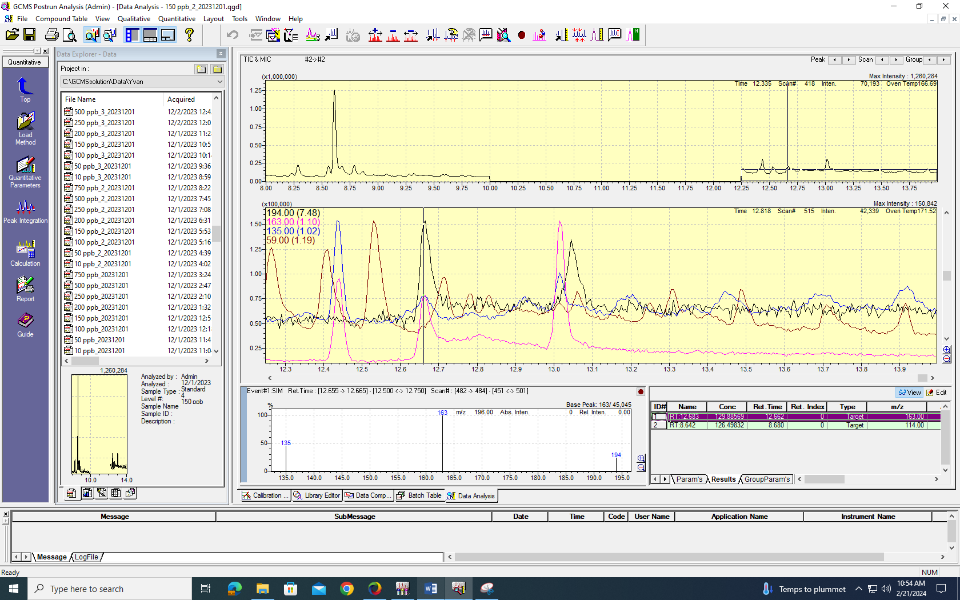 GCMS Postrun Analysis (Admin) - [Data Analysis - 150 ppb_2_20231201.qgd]
File Compound Table View Qualitative Quantitative Layout Tools Window Help
Quantitative
Top
Load Method
Quantitative Parameters
Peak Integration
Calculation
Report
Guide
Data Explorer - Data
Project in :
C:\GCMSsolution\Data\Yvan
File Name Acquired
500 ppb_3_20231201 12/2/2023 12:4
250 ppb_3_20231201 12/2/2023 12:0
200 ppb_3_20231201 12/1/2023 11:2
150 ppb_3_20231201 12/1/2023 10:5
100 ppb_3_20231201 12/1/2023 10:1
50 ppb_3_20231201 12/1/2023 9:36
10 ppb_3_20231201 12/1/2023 8:59
750 ppb_2_20231201 12/1/2023 8:22
500 ppb_2_20231201 12/1/2023 7:45
250 ppb_2_20231201 12/1/2023 7:08
200 ppb_2_20231201 12/1/2023 6:31
150 ppb_2_20231201 12/1/2023 5:53
100 ppb_2_20231201 12/1/2023 5:16
50 ppb_2_20231201 12/1/2023 4:39
10 ppb_2_20231201 12/1/2023 4:02
750 ppb_20231201 12/1/2023 3:24
500 ppb_20231201 12/1/2023 2:47
250 ppb_20231201 12/1/2023 2:10
200 ppb_20231201 12/1/2023 1:32
150 ppb_20231201 12/1/2023 12:5
100 ppb_20231201 12/1/2023 12:1
50 ppb_20231201 12/1/2023 11:4
10 ppb_20231201 12/1/2023 11:0
1,260,284
10.0 14.0
Analyzed by : Admin
Analyzed : 12/1/2023
Sample Type : Standard
Level # : 4
Sample Name 150 ppb
Sample ID :
Description :
TIC & MIC #2->#2
Peak Scan Group
(x1,000,000) Max Intensity : 1,260,284
Time 12.335 Scan# 418 Inten. 70,193 Oven Temp 166.69
1.25
1.00
0.75
0.50
0.25
0.00
8.00 8.25 8.50 8.75 9.00 9.25 9.50 9.75 10.00 10.25 10.50 10.75 11.00 11.25 11.50 11.75 12.00 12.25 12.50 12.75 13.00 13.25 13.50 13.75
(x100,000) Max Intensity : 150,842
Time 12.818 Scan# 515 Inten. 42,339 Oven Temp 171.52
194.00 (7.48)
163.00 (1.10)
135.00 (1.02)
59.00 (1.19)
1.50
1.25
1.00
0.75
0.50
0.25
12.3 12.4 12.5 12.6 12.7 12.8 12.9 13.0 13.1 13.2 13.3 13.4 13.5 13.6 13.7 13.8 13.9
Event#1:SIM Ret.Time : [12.655 -> 12.665] - [12.500 <-> 12.750] Scan# : [482 -> 484] - [451 <-> 501]
Base Peak: 163/45,045
% m/z 196.00 Abs. Inten. 0 Rel. Inten. 0.00
100
50
0
135
163
194
135.0 140.0 145.0 150.0 155.0 160.0 165.0 170.0 175.0 180.0 185.0 190.0 195.0
View Edit
ID# Name Conc Ret. Time Ret. Index Type m/z
1 RT:12.683 12.662 0 Target 163.00
2 RT:8.642 126.49832 8.680 0 Target 114.00
Param's Results GroupParam's
Calibration ... Library Editor Data Comp... Batch Table Data Analysis
Message SubMessage Date Time Code User Name Application Name Instrument Name
Message LogFile
Ready NUM
Type here to search
Temps to plummet
10:54 AM
2/21/2024